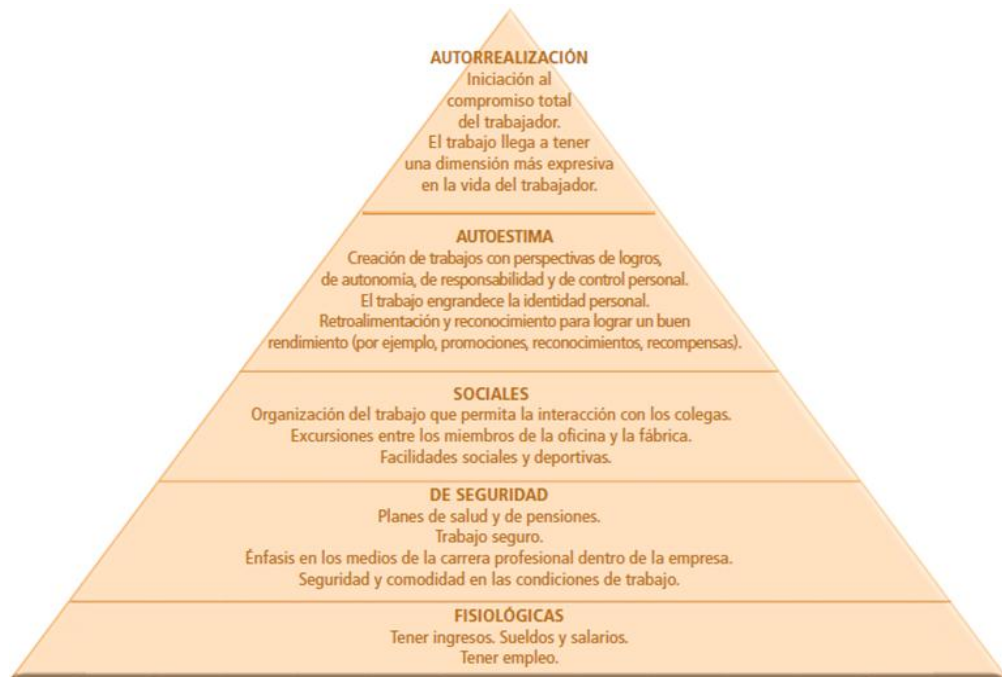 AUTORREALIZACIÓN
Iniciación al
compromiso total
del trabajador.
El trabajo llega a tener
una dimensión más expresiva
en la vida del trabajador.
AUTOESTIMA
Creación de trabajos con perspectivas de logros,
de autonomía, de responsabilidad y de control personal.
El trabajo engrandece la identidad personal.
Retroalimentación y reconocimiento para lograr un buen
rendimiento (por ejemplo, promociones, reconocimientos, recompensas).
SOCIALES
Organización del trabajo que permita la interacción con los colegas.
Excursiones entre los miembros de la oficina y la fábrica.
Facilidades sociales y deportivas.
DE SEGURIDAD
Planes de salud y de pensiones.
Trabajo seguro.
Énfasis en los medios de la carrera profesional dentro de la empresa.
Seguridad y comodidad en las condiciones de trabajo.
FISIOLÓGICAS
Tener ingresos. Sueldos y salarios.
Tener empleo.